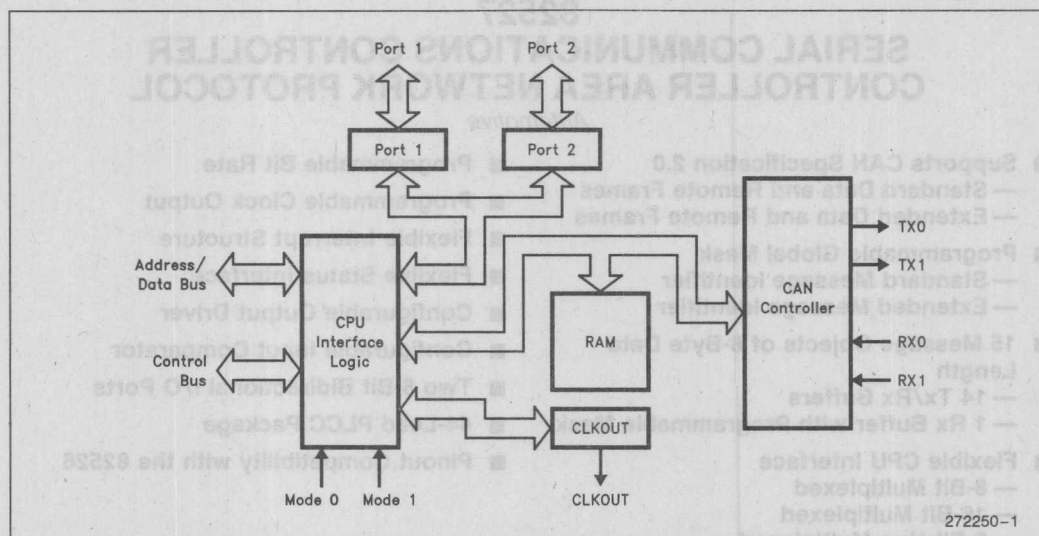 Port 1
Port 2
Port 1
Port 2
Address/
Data Bus
CPU
Interface
Logic
Control
Bus
RAM
CAN
Controller
TX0
TX1
RX0
RX1
CLKOUT
Mode 0
Mode 1
CLKOUT
272250-1
82527
SERIAL COMMUNICATIONS CONTROLLER
CONTROLLER AREA NETWORK PROTOCOL
Automotive
■ Supports CAN Specification 2.0
— Standard Data and Remote Frames
— Extended Data and Remote Frames
■ Programmable Global Mask
— Standard Message Identifier
— Extended Message Identifier
■ 15 Message Objects of 8-Byte Data
Length
— 14 Tx/Rx Buffers
— 1 Rx Buffer with Programmable Mask
■ Flexible CPU Interface
— 8-Bit Multiplexed
— 16-Bit Multiplexed
■ Programmable Bit Rate
■ Programmable Clock Output
■ Flexible Interrupt Structure
■ Flexible Status Interface
■ Configurable Output Driver
■ Configurable Input Comparator
■ Two 8-Bit Bidirectional I/O Ports
■ 44-Lead PLCC Package
■ Pinout Compatibility with the 82526